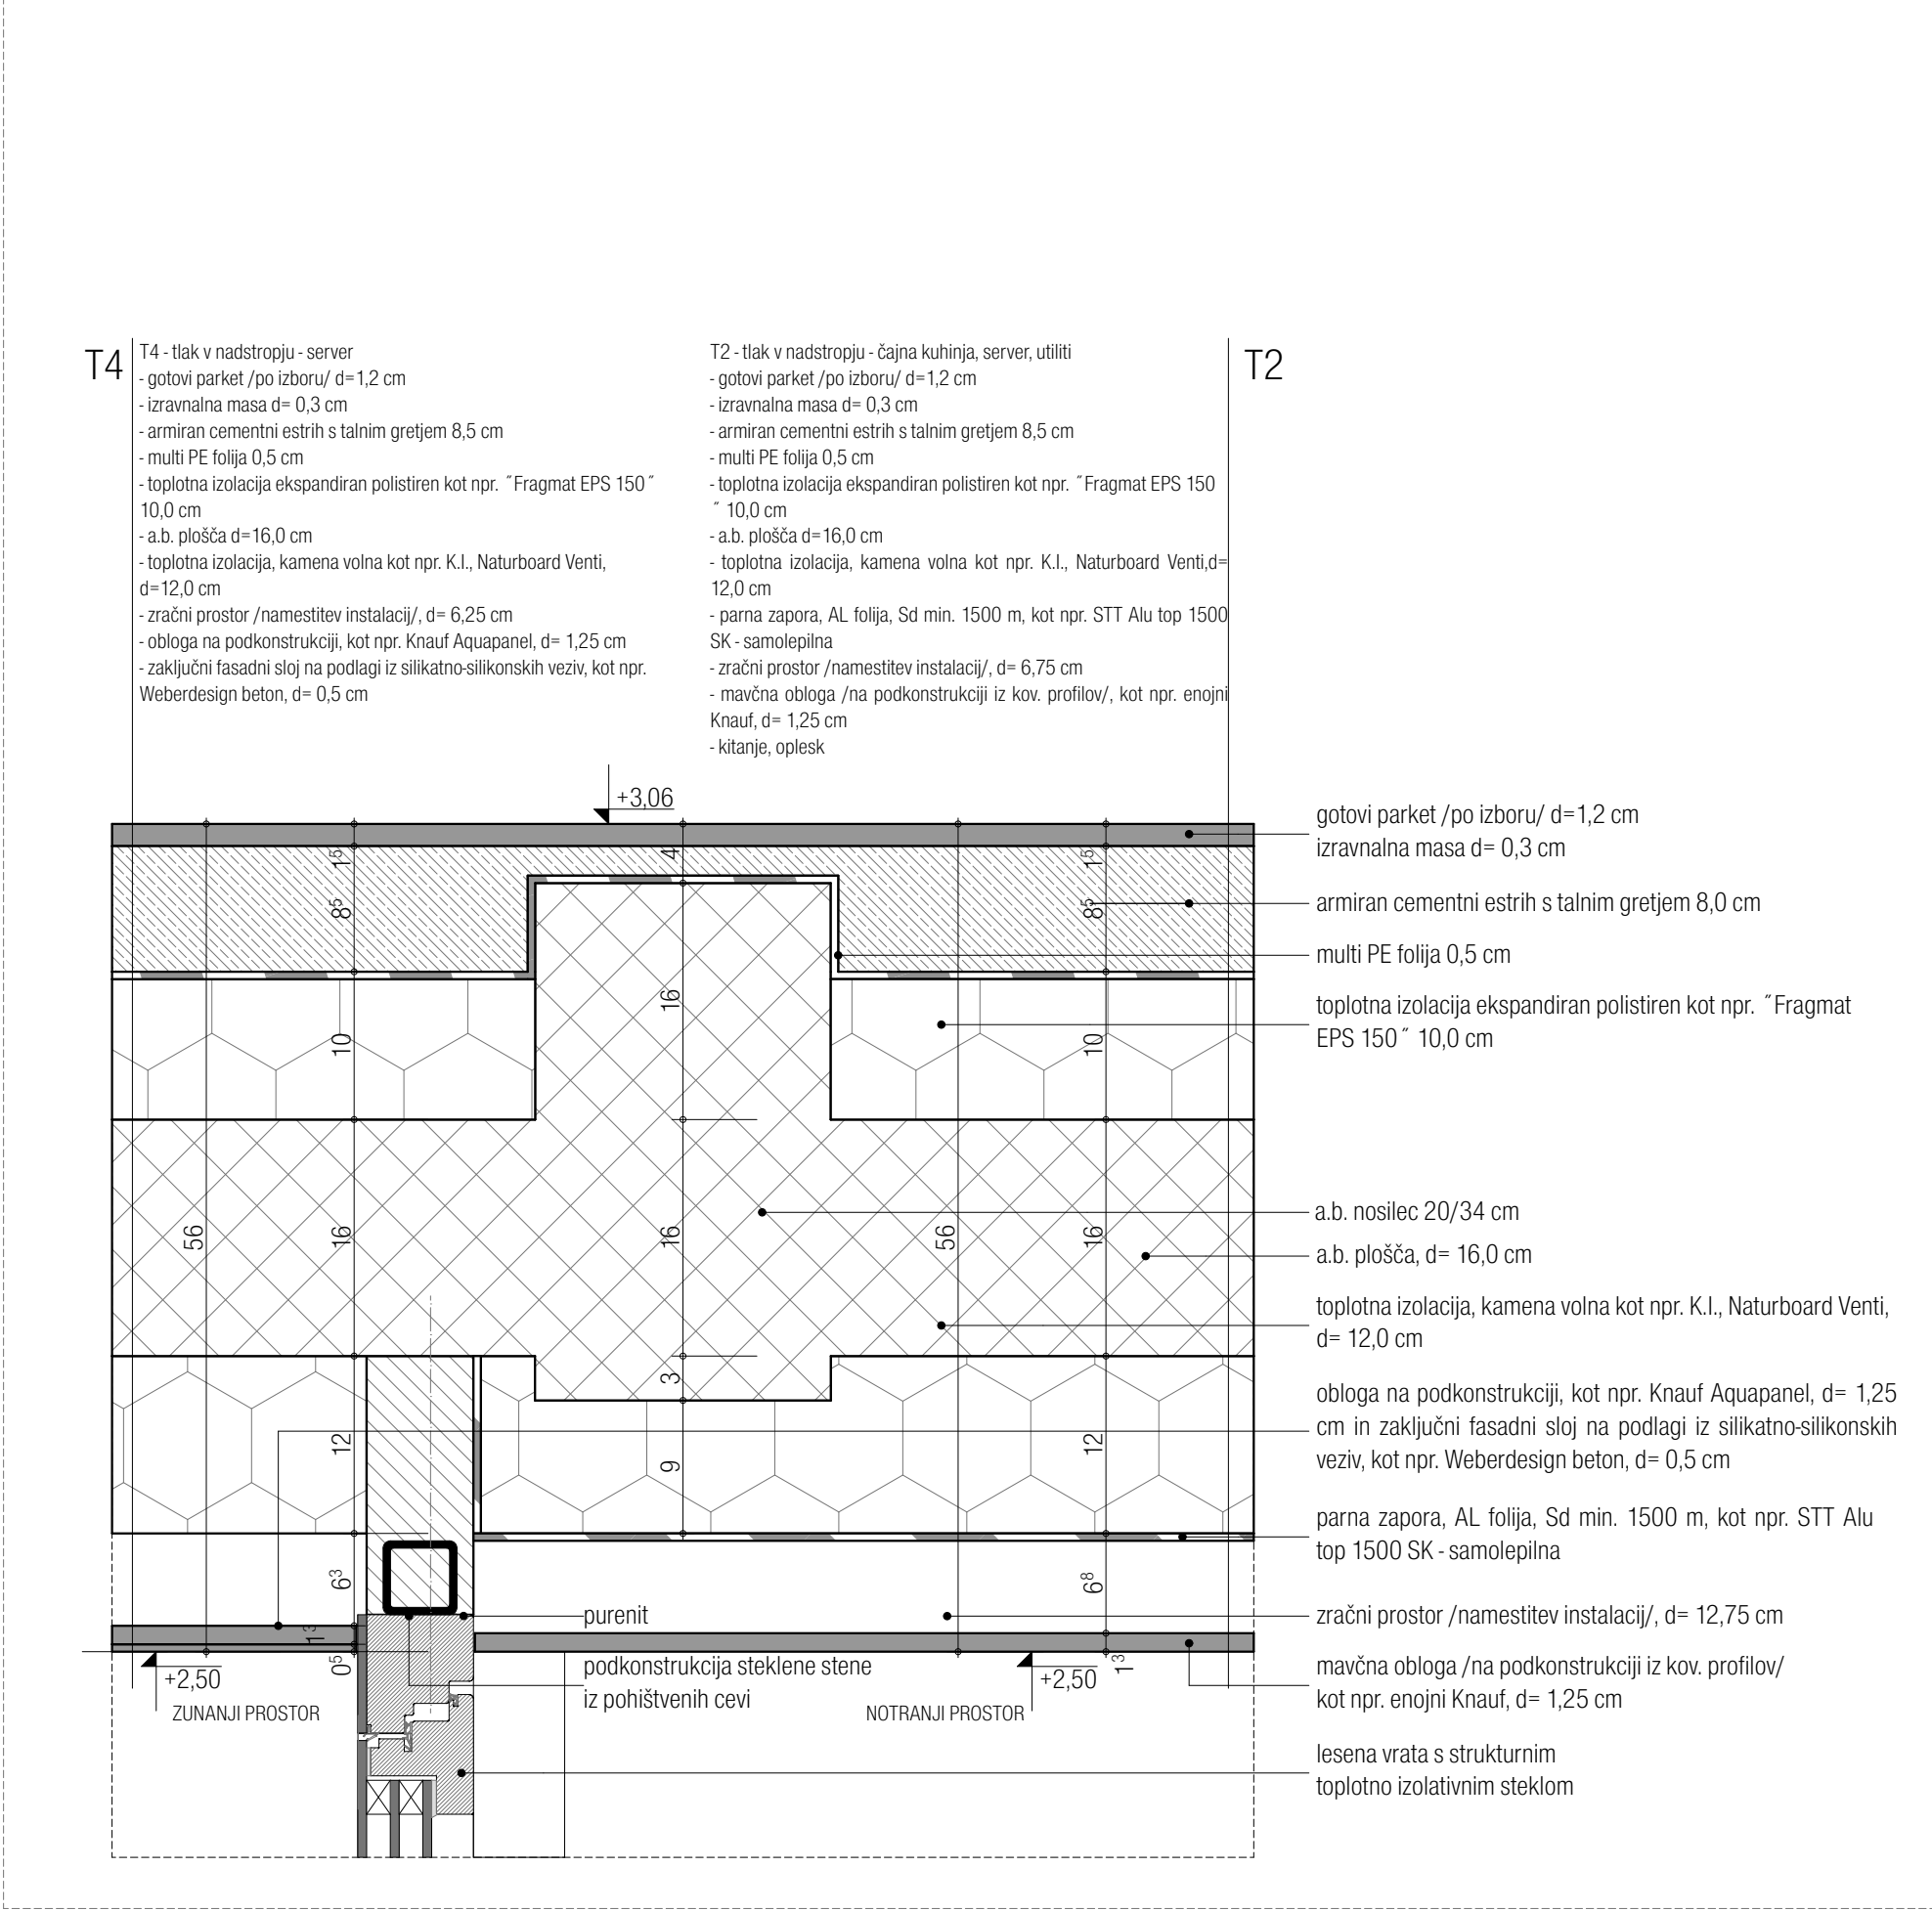 T4
T4 - tlak v nadstropju - server
- gotovi parket /po izboru/ d=1,2 cm
- izravnalna masa d= 0,3 cm
- armiran cementni estrih s talnim gretjem 8,5 cm
- multi PE folija 0,5 cm
- toplotna izolacija ekspandiran polistiren kot npr. ˝Fragmat EPS 150˝
10,0 cm
- a.b. plošča d=16,0 cm
- toplotna izolacija, kamena volna kot npr. K.I., Naturboard Venti,
d=12,0 cm
- zračni prostor /namestitev instalacij/, d= 6,25 cm
- obloga na podkonstrukciji, kot npr. Knauf Aquapanel, d= 1,25 cm
- zaključni fasadni sloj na podlagi iz silikatno-silikonskih veziv, kot npr.
Weberdesign beton, d= 0,5 cm
T2 - tlak v nadstropju - čajna kuhinja, server, utiliti
- gotovi parket /po izboru/ d=1,2 cm
- izravnalna masa d= 0,3 cm
- armiran cementni estrih s talnim gretjem 8,5 cm
- multi PE folija 0,5 cm
- toplotna izolacija ekspandiran polistiren kot npr. ˝Fragmat EPS 150
˝ 10,0 cm
- a.b. plošča d=16,0 cm
- toplotna izolacija, kamena volna kot npr. K.I., Naturboard Venti,d=
12,0 cm
- parna zapora, AL folija, Sd min. 1500 m, kot npr. STT Alu top 1500
SK - samolepilna
- zračni prostor /namestitev instalacij/, d= 6,75 cm
- mavčna obloga /na podkonstrukciji iz kov. profilov/, kot npr. enojni
Knauf, d= 1,25 cm
- kitanje, oplesk
T2
+3,06
56
1⁵
8⁵
10
16
12
6³
1³
0⁵
4
16
16
3
9
56
1⁵
8⁵
10
16
12
6⁸
1³
gotovi parket /po izboru/ d=1,2 cm
izravnalna masa d= 0,3 cm
armiran cementni estrih s talnim gretjem 8,0 cm
multi PE folija 0,5 cm
toplotna izolacija ekspandiran polistiren kot npr. ˝Fragmat
EPS 150˝ 10,0 cm
a.b. nosilec 20/34 cm
a.b. plošča, d= 16,0 cm
toplotna izolacija, kamena volna kot npr. K.I., Naturboard Venti,
d= 12,0 cm
obloga na podkonstrukciji, kot npr. Knauf Aquapanel, d= 1,25
cm in zaključni fasadni sloj na podlagi iz silikatno-silikonskih
veziv, kot npr. Weberdesign beton, d= 0,5 cm
parna zapora, AL folija, Sd min. 1500 m, kot npr. STT Alu
top 1500 SK - samolepilna
zračni prostor /namestitev instalacij/, d= 12,75 cm
mavčna obloga /na podkonstrukciji iz kov. profilov/
kot npr. enojni Knauf, d= 1,25 cm
lesena vrata s strukturnim
toplotno izolativnim steklom
purenit
podkonstrukcija steklene stene
iz pohištvenih cevi
+2,50
ZUNANJI PROSTOR
+2,50
NOTRANJI PROSTOR